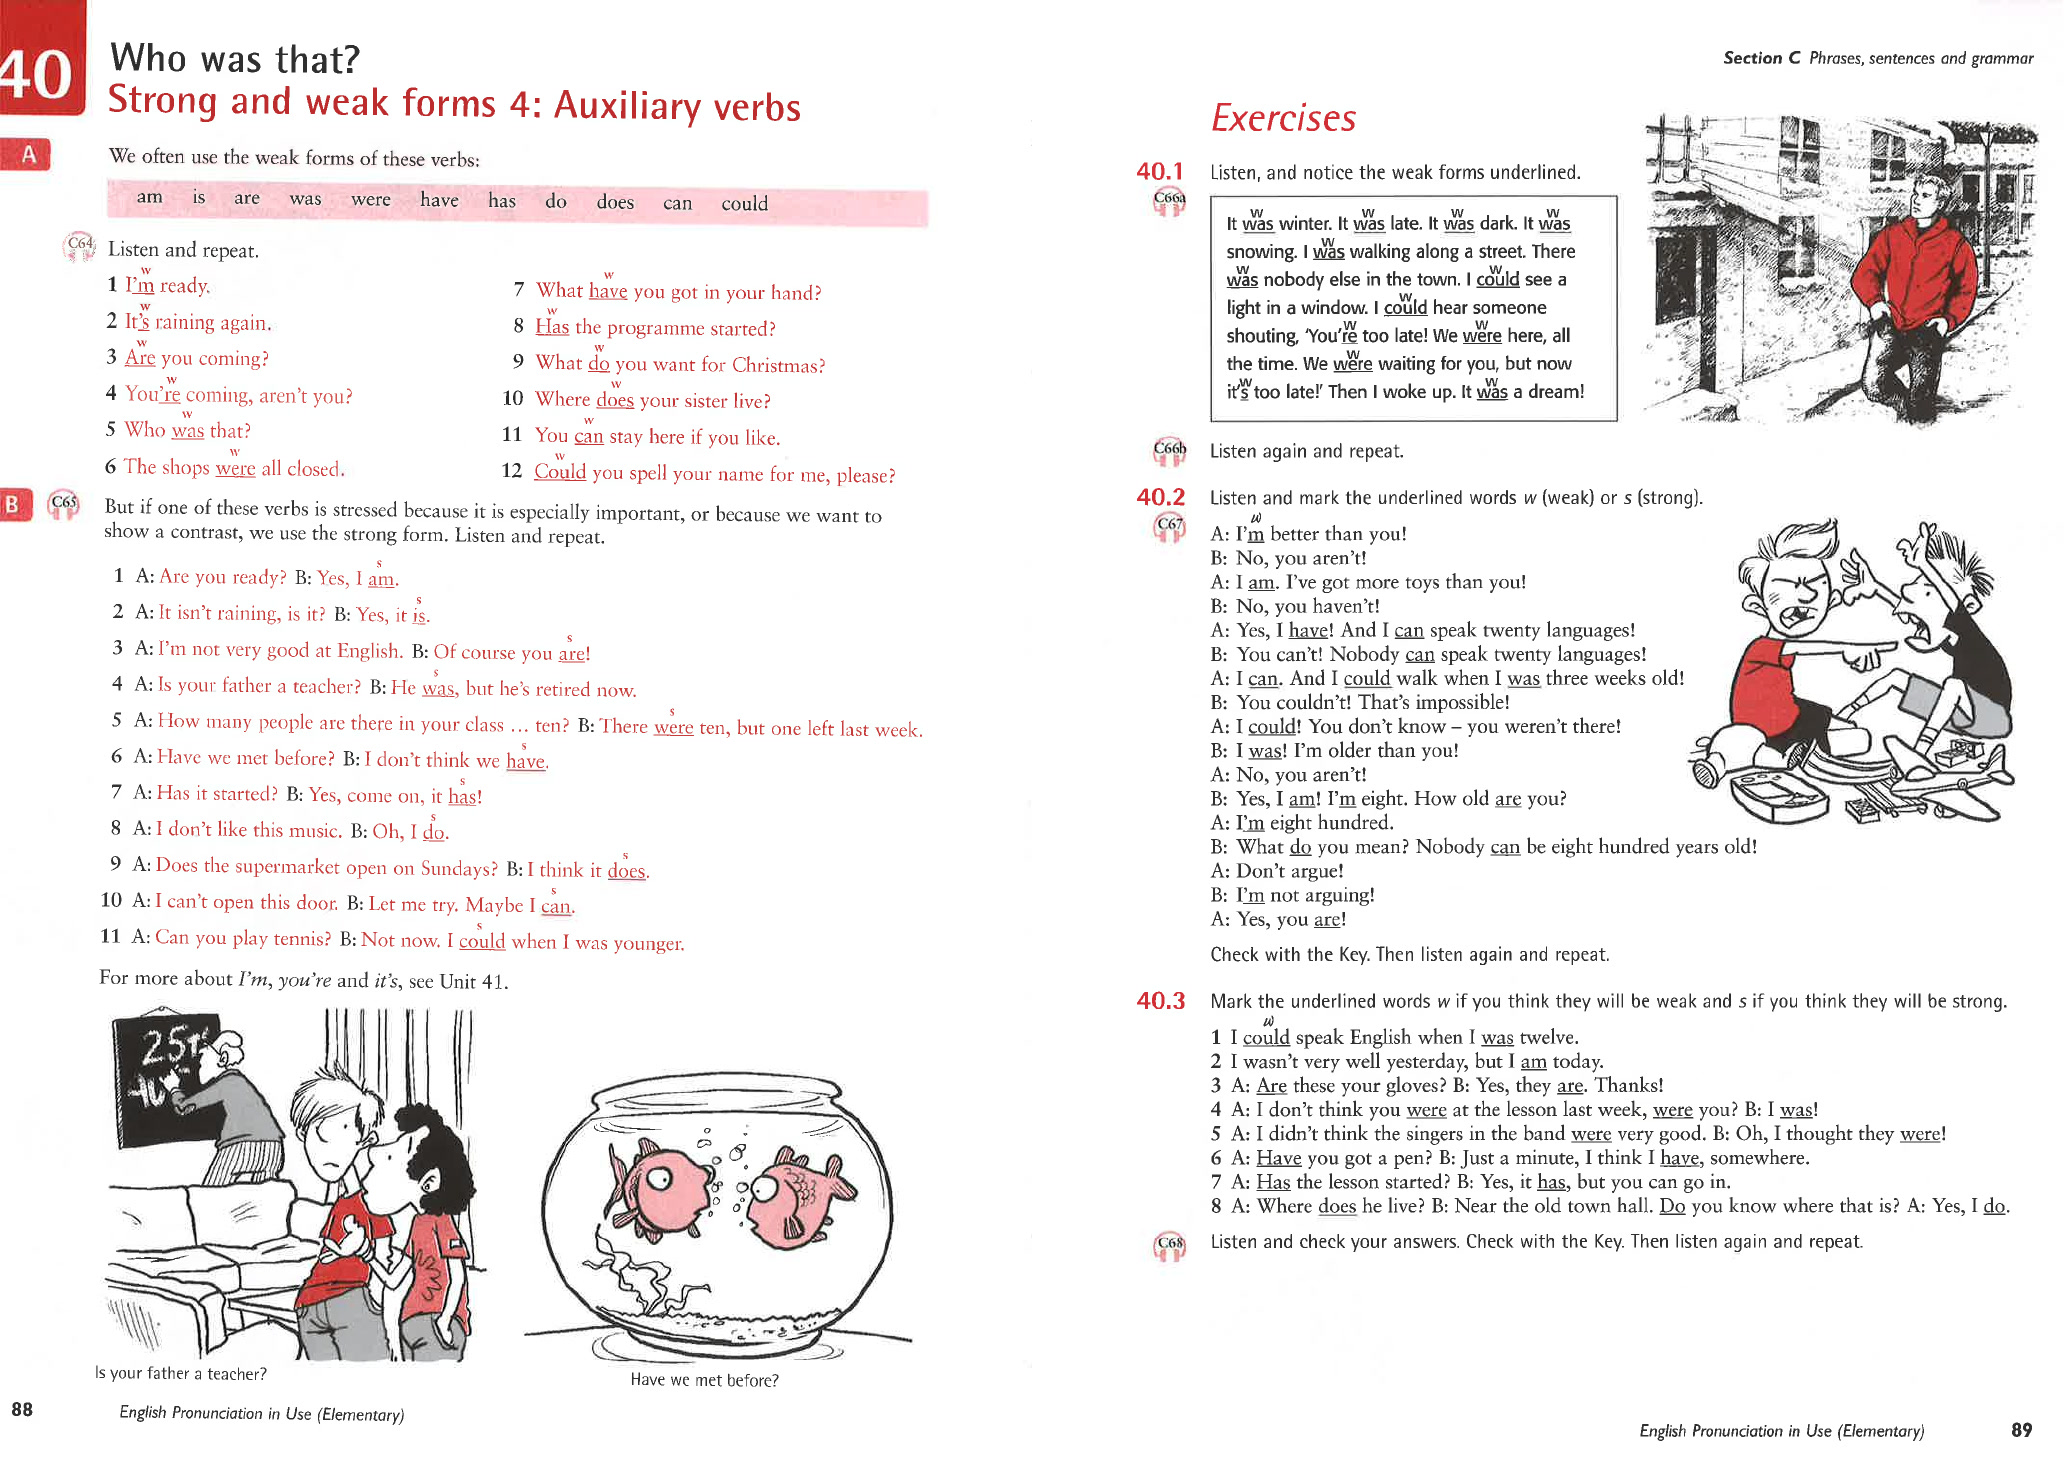 40
Who was that?
Strong and weak forms 4: Auxiliary verbs
A
We often use the weak forms of these verbs:
am is are was were have has do does can could
C64
Listen and repeat.
w
1 I'm ready.
w
2 It's raining again.
w
3 Are you coming?
w
4 You're coming, aren't you?
w
5 Who was that?
w
6 The shops were all closed.
w
7 What have you got in your hand?
w
8 Has the programme started?
w
9 What do you want for Christmas?
w
10 Where does your sister live?
w
11 You can stay here if you like.
w
12 Could you spell your name for me, please?
B
C65
But if one of these verbs is stressed because it is especially important, or because we want to
show a contrast, we use the strong form. Listen and repeat.
s
1 A: Are you ready? B: Yes, I am.
s
2 A: It isn't raining, is it? B: Yes, it is.
s
3 A: I'm not very good at English. B: Of course you are!
s
4 A: Is your father a teacher? B: He was, but he's retired now.
s
5 A: How many people are there in your class ... ten? B: There were ten, but one left last week.
s
6 A: Have we met before? B: I don't think we have.
s
7 A: Has it started? B: Yes, come on, it has!
s
8 A: I don't like this music. B: Oh, I do.
s
9 A: Does the supermarket open on Sundays? B: I think it does.
s
10 A: I can't open this door. B: Let me try. Maybe I can.
s
11 A: Can you play tennis? B: Not now. I could when I was younger.
For more about I'm, you're and it's, see Unit 41.
Is your father a teacher?
Have we met before?
88
English Pronunciation in Use (Elementary)
Section C Phrases, sentences and grammar
Exercises
40.1 Listen, and notice the weak forms underlined.
C66a
w w w w
It was winter. It was late. It was dark. It was
w
snowing. I was walking along a street. There
w w
was nobody else in the town. I could see a
w
light in a window. I could hear someone
w w
shouting, 'You're too late! We were here, all
w
the time. We were waiting for you, but now
w w
it's too late!' Then I woke up. It was a dream!
C66b
Listen again and repeat.
40.2 Listen and mark the underlined words w (weak) or s (strong).
C67
w
A: I'm better than you!
B: No, you aren't!
A: I am. I've got more toys than you!
B: No, you haven't!
A: Yes, I have! And I can speak twenty languages!
B: You can't! Nobody can speak twenty languages!
A: I can. And I could walk when I was three weeks old!
B: You couldn't! That's impossible!
A: I could! You don't know – you weren't there!
B: I was! I'm older than you!
A: No, you aren't!
B: Yes, I am! I'm eight. How old are you?
A: I'm eight hundred.
B: What do you mean? Nobody can be eight hundred years old!
A: Don't argue!
B: I'm not arguing!
A: Yes, you are!
Check with the Key. Then listen again and repeat.
40.3 Mark the underlined words w if you think they will be weak and s if you think they will be strong.
w
1 I could speak English when I was twelve.
2 I wasn't very well yesterday, but I am today.
3 A: Are these your gloves? B: Yes, they are. Thanks!
4 A: I don't think you were at the lesson last week, were you? B: I was!
5 A: I didn't think the singers in the band were very good. B: Oh, I thought they were!
6 A: Have you got a pen? B: Just a minute, I think I have, somewhere.
7 A: Has the lesson started? B: Yes, it has, but you can go in.
8 A: Where does he live? B: Near the old town hall. Do you know where that is? A: Yes, I do.
C68
Listen and check your answers. Check with the Key. Then listen again and repeat.
English Pronunciation in Use (Elementary)
89